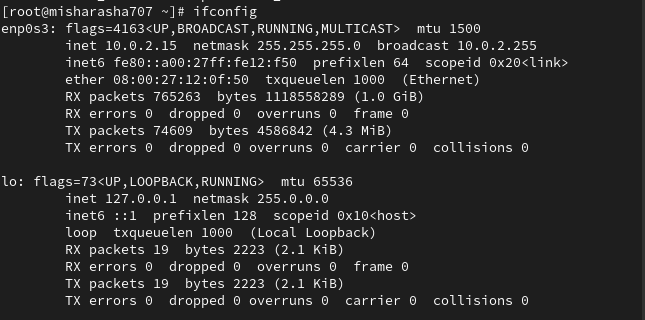 [root@misharasha707 ~]# ifconfig
enp0s3: flags=4163<UP,BROADCAST,RUNNING,MULTICAST>  mtu 1500
        inet 10.0.2.15  netmask 255.255.255.0  broadcast 10.0.2.255
        inet6 fe80::a00:27ff:fe12:f50  prefixlen 64  scopeid 0x20<link>
        ether 08:00:27:12:0f:50  txqueuelen 1000  (Ethernet)
        RX packets 765263  bytes 1118558289 (1.0 GiB)
        RX errors 0  dropped 0  overruns 0  frame 0
        TX packets 74609  bytes 4586842 (4.3 MiB)
        TX errors 0  dropped 0 overruns 0  carrier 0  collisions 0

lo: flags=73<UP,LOOPBACK,RUNNING>  mtu 65536
        inet 127.0.0.1  netmask 255.0.0.0
        inet6 ::1  prefixlen 128  scopeid 0x10<host>
        loop  txqueuelen 1000  (Local Loopback)
        RX packets 19  bytes 2223 (2.1 KiB)
        RX errors 0  dropped 0  overruns 0  frame 0
        TX packets 19  bytes 2223 (2.1 KiB)
        TX errors 0  dropped 0 overruns 0  carrier 0  collisions 0